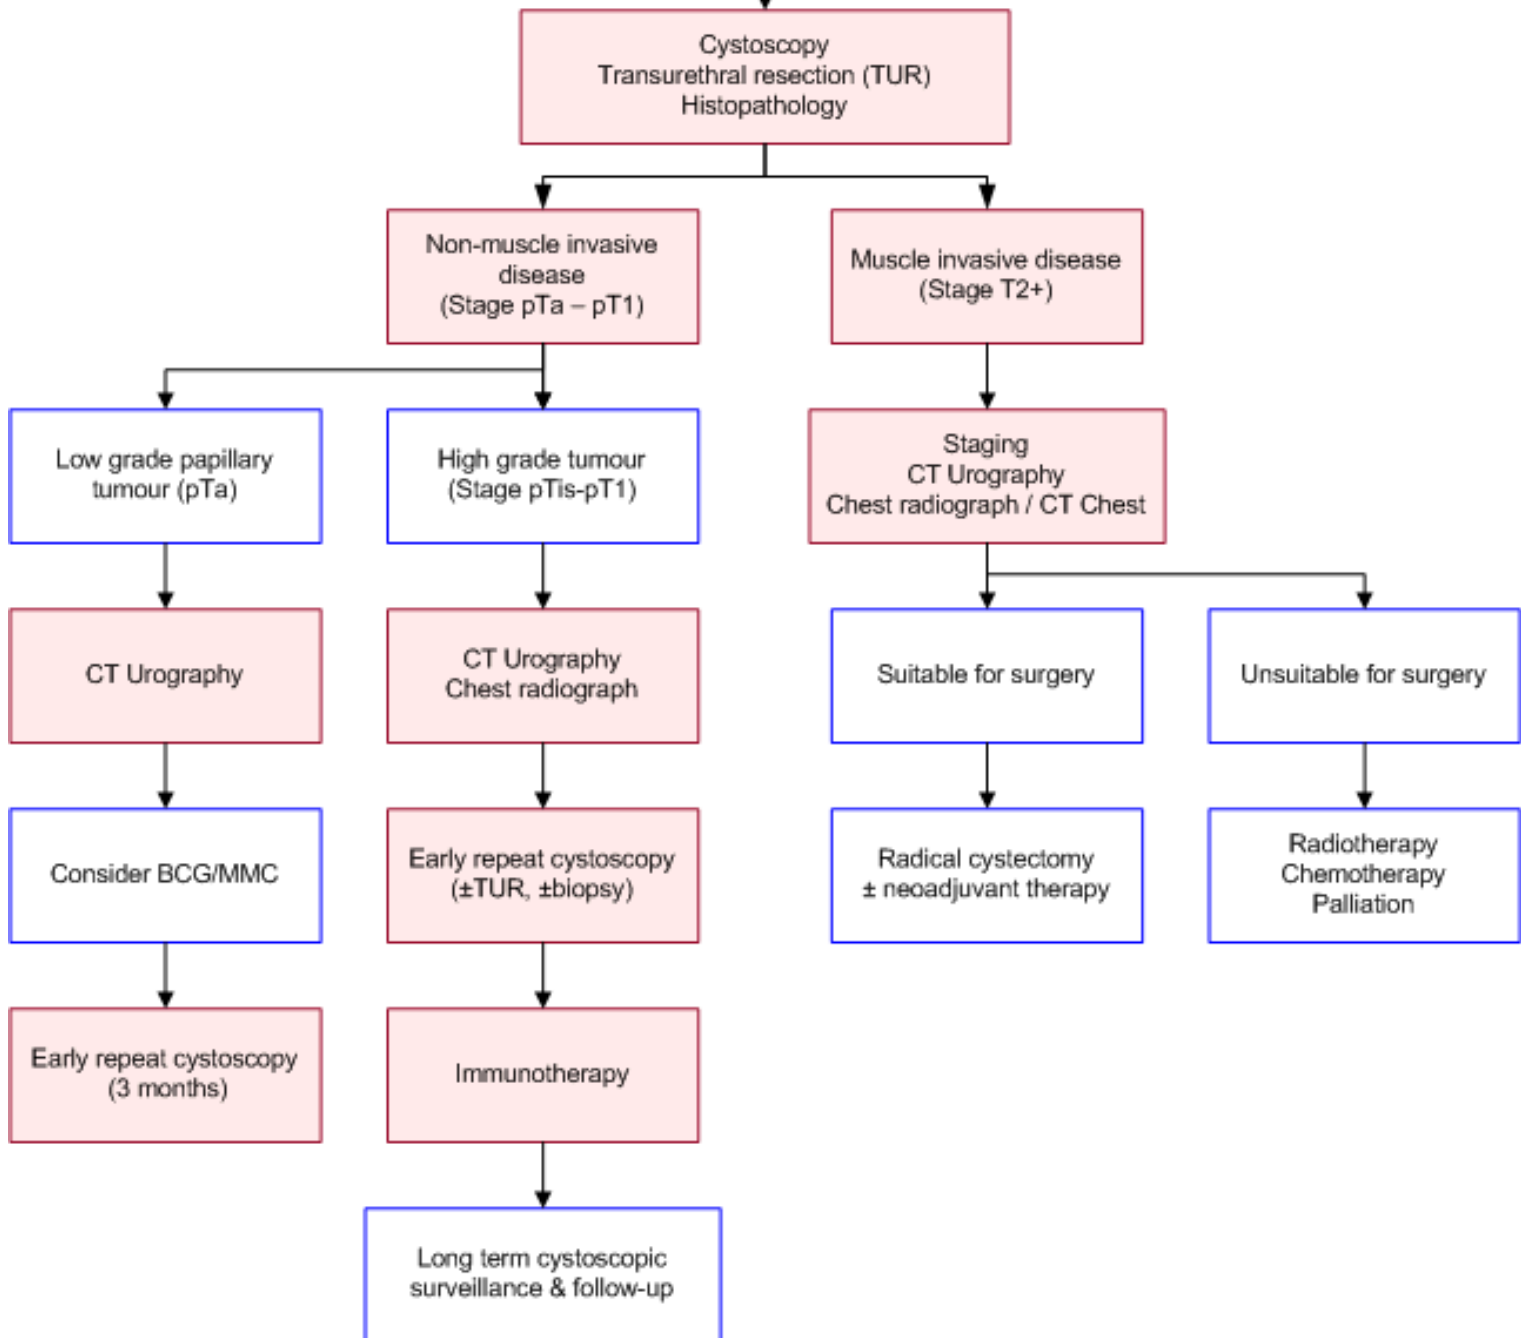 Cystoscopy
Transurethral resection (TUR)
Histopathology
Non-muscle invasive
disease
(Stage pTa – pT1)
Muscle invasive disease
(Stage T2+)
Low grade papillary
tumour (pTa)
High grade tumour
(Stage pTis-pT1)
Staging
CT Urography
Chest radiograph / CT Chest
CT Urography
CT Urography
Chest radiograph
Suitable for surgery
Unsuitable for surgery
Consider BCG/MMC
Early repeat cystoscopy
(±TUR, ±biopsy)
Radical cystectomy
± neoadjuvant therapy
Radiotherapy
Chemotherapy
Palliation
Early repeat cystoscopy
(3 months)
Immunotherapy
Long term cystoscopic
surveillance & follow-up